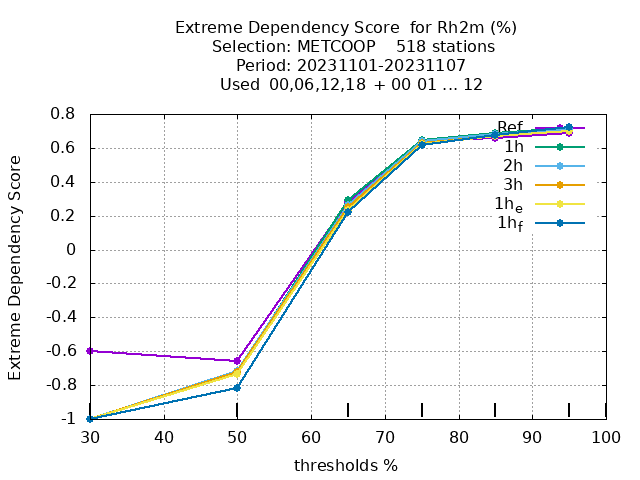 Extreme Dependency Score  for Rh2m (%)
Selection: METCOOP    518 stations
Period: 20231101-20231107
Used  00,06,12,18  + 00 01 ... 12
Extreme Dependency Score
0.8
0.6
0.4
0.2
0
-0.2
-0.4
-0.6
-0.8
-1
Ref
1h
2h
3h
1h_e
1h_f
30 40 50 60 70 80 90 100
thresholds %